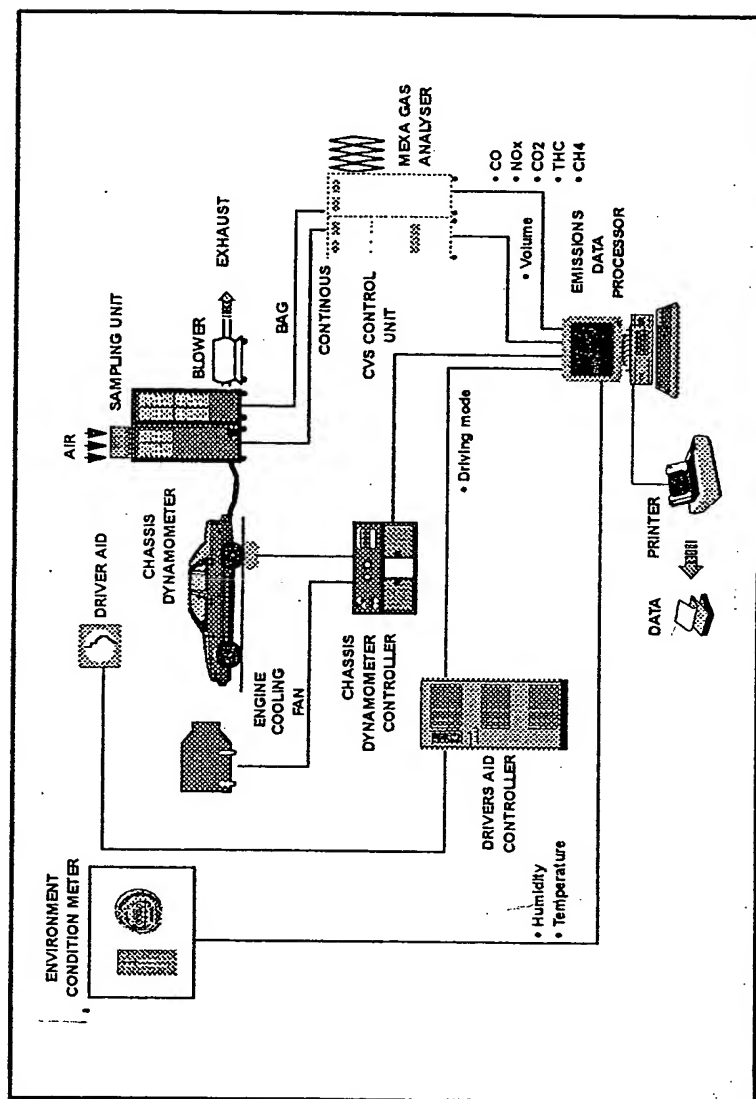 ENVIRONMENT
CONDITION METER
DRIVER AID
CHASSIS
DYNAMOMETER
AIR
SAMPLING UNIT
BLOWER
EXHAUST
ENGINE
COOLING
FAN
BAG
CONTINOUS
CVS CONTROL
UNIT
MEXA GAS
ANALYSER
CHASSIS
DYNAMOMETER
CONTROLLER
DRIVERS AID
CONTROLLER
• Driving mode
• Volume
• CO
• NOx
• CO2
• THC
• CH4
• Humidity
• Temperature
EMISSIONS
DATA
PROCESSOR
PRINTER
DATA